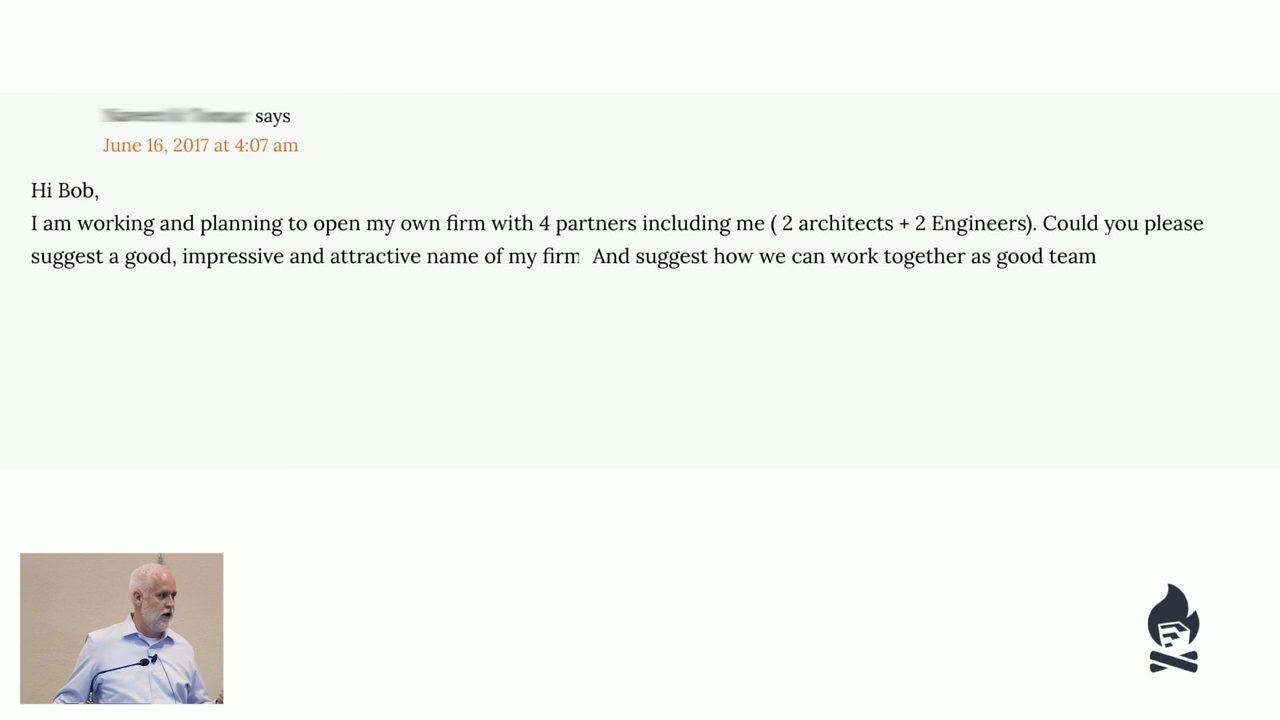 says
June 16, 2017 at 4:07 am
Hi Bob,
I am working and planning to open my own firm with 4 partners including me ( 2 architects + 2 Engineers). Could you please
suggest a good, impressive and attractive name of my firm And suggest how we can work together as good team